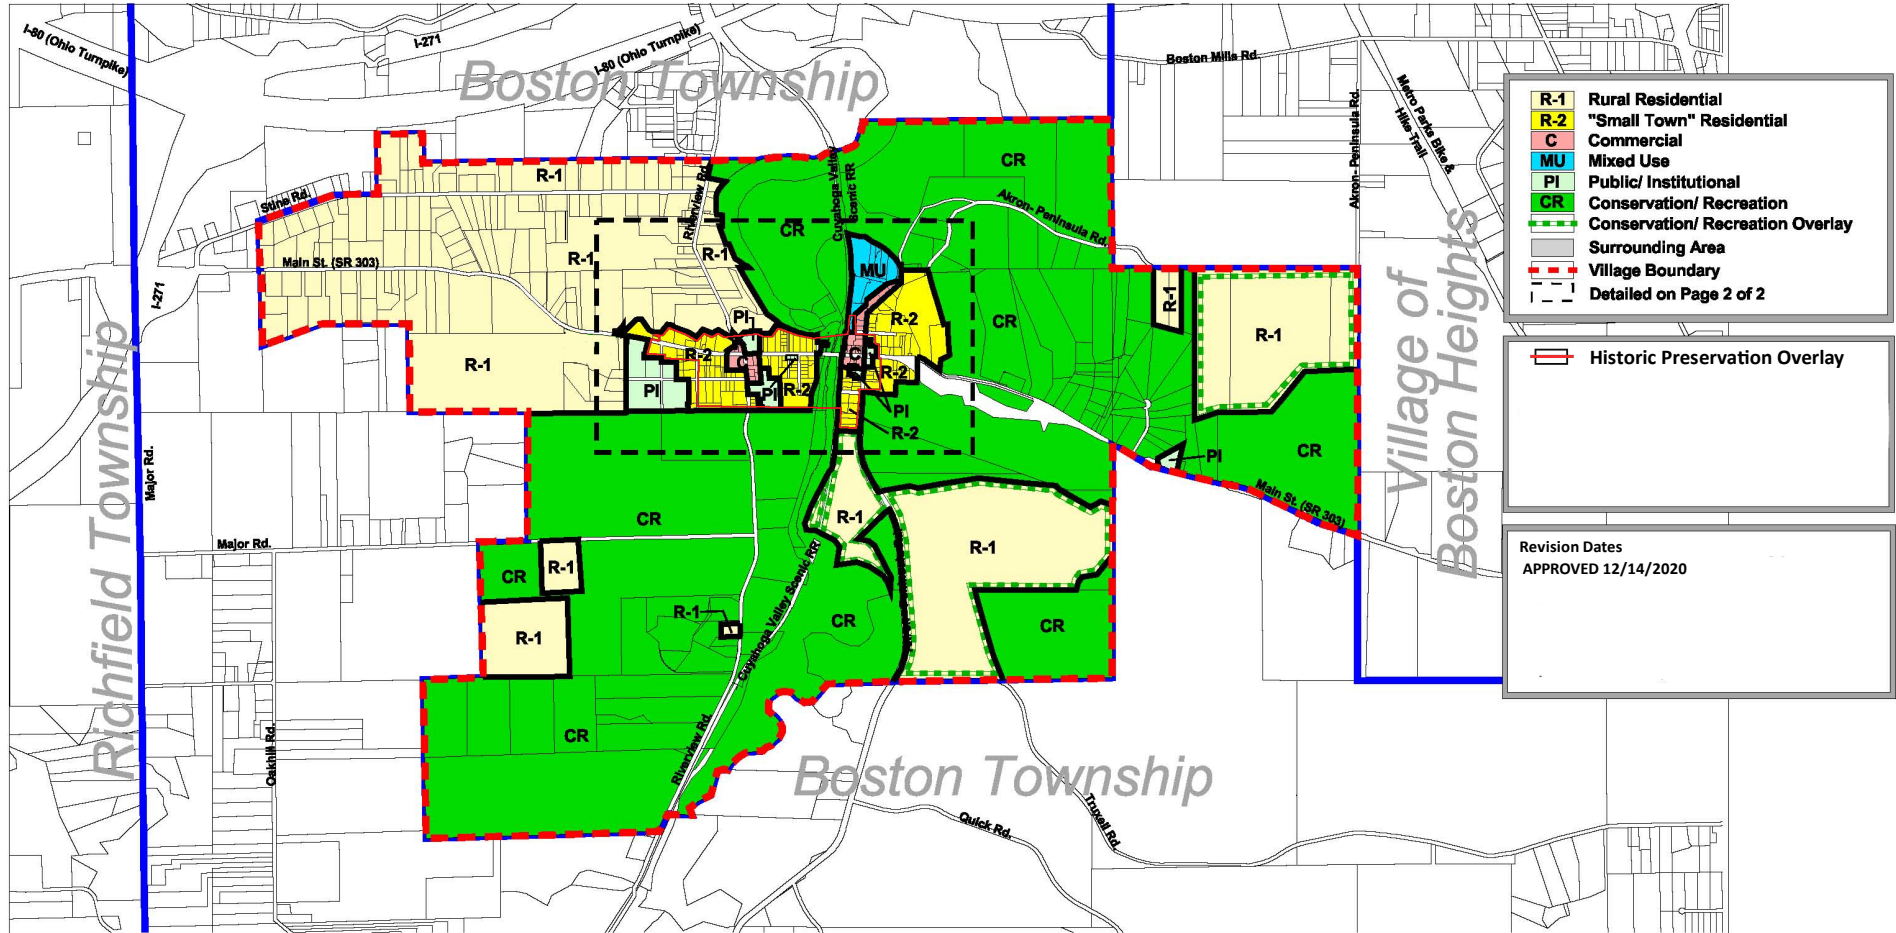 I-80 (Ohio Turnpike)
I-271
I-80 (Ohio Turnpike)
Boston Township
Boston Mills Rd.
Metro Parks Bike &
Hike Trail
Akron-Peninsula Rd.
R-1 Rural Residential
R-2 "Small Town" Residential
C Commercial
MU Mixed Use
PI Public/ Institutional
CR Conservation/ Recreation
Conservation/ Recreation Overlay
Surrounding Area
Village Boundary
Detailed on Page 2 of 2
Historic Preservation Overlay
Revision Dates
APPROVED 12/14/2020
Village of
Boston Heights
Richfield Township
Stine Rd.
R-1
Riverview Rd.
Cuyahoga Valley
Scenic RR
CR
Akron- Peninsula Rd.
CR
Main St. (SR 303)
I-271
R-1
R-1
MU
R-1
R-1
R-2
CR
PI
R-2
C
C
R-1
PI
PI
R-2
R-2
PI
R-2
CR
PI
Main St. (SR 303)
Major Rd.
Major Rd.
CR
R-1
R-1
CR
R-1
R-1
R-1
CR
CR
Cuyahoga Valley Scenic RR
CR
Riverview Rd.
Oakhill Rd.
Boston Township
Quick Rd.
Truxell Rd.